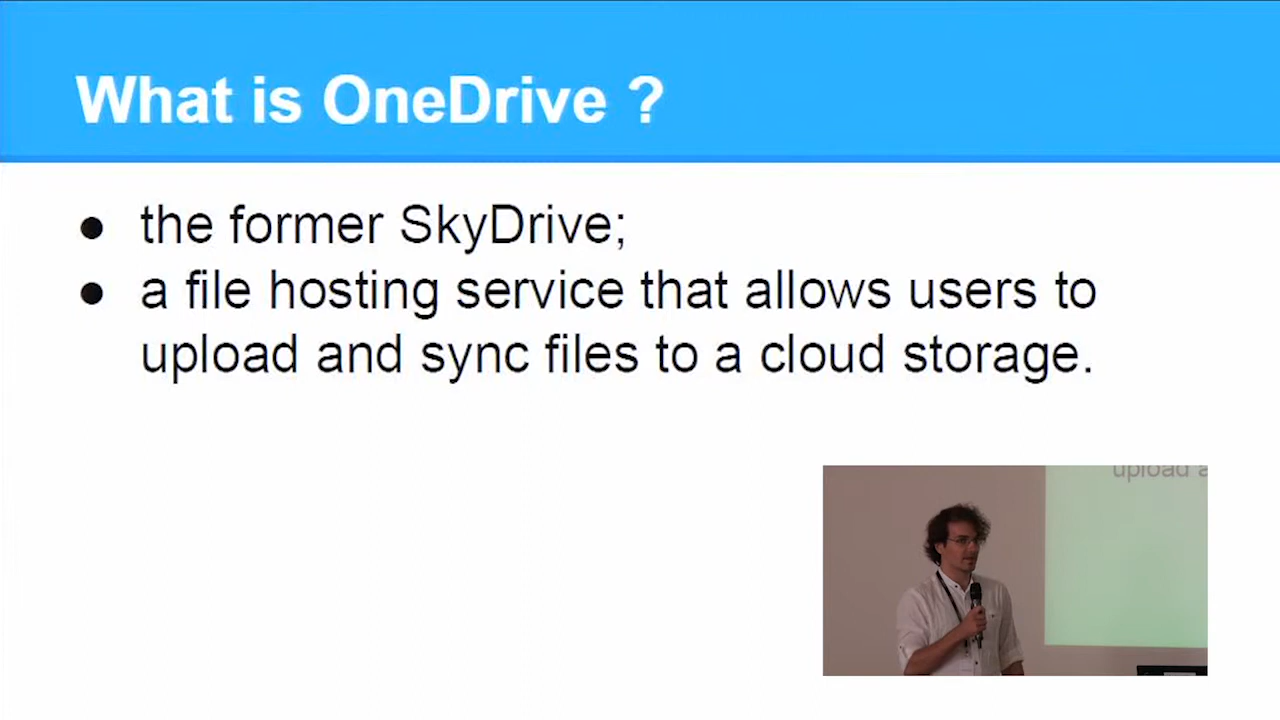 What is OneDrive ?
● the former SkyDrive;
● a file hosting service that allows users to
upload and sync files to a cloud storage.
upload a